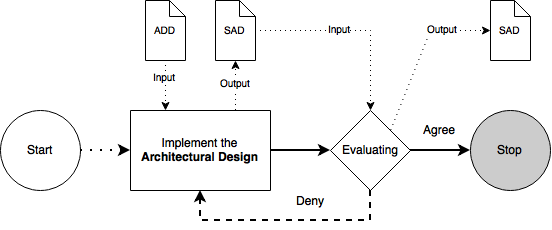 ADD
SAD
Input
Output
SAD
Input
Output
Start
Implement the
Architectural Design
Evaluating
Agree
Stop
Deny